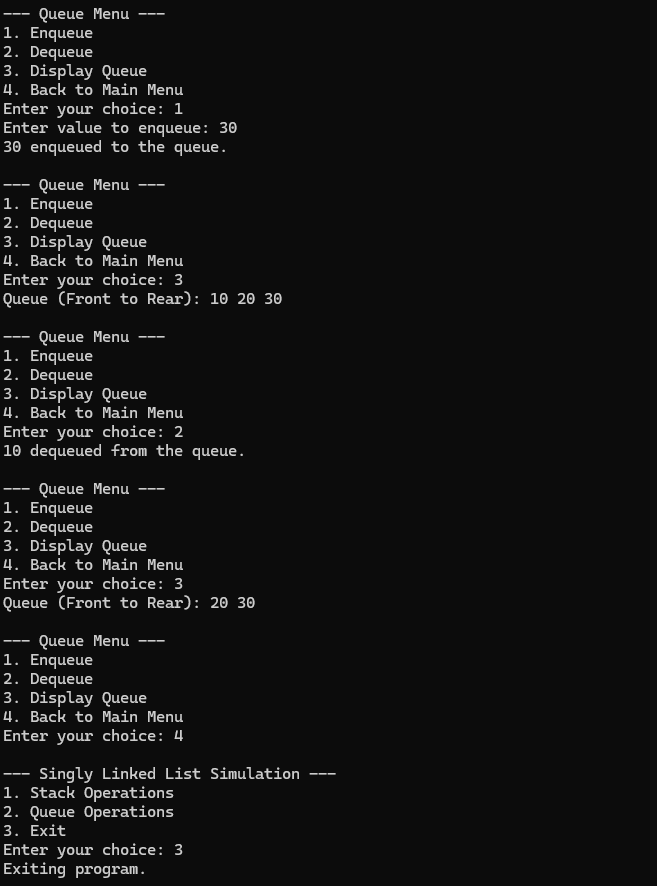 --- Queue Menu ---
1. Enqueue
2. Dequeue
3. Display Queue
4. Back to Main Menu
Enter your choice: 1
Enter value to enqueue: 30
30 enqueued to the queue.

--- Queue Menu ---
1. Enqueue
2. Dequeue
3. Display Queue
4. Back to Main Menu
Enter your choice: 3
Queue (Front to Rear): 10 20 30

--- Queue Menu ---
1. Enqueue
2. Dequeue
3. Display Queue
4. Back to Main Menu
Enter your choice: 2
10 dequeued from the queue.

--- Queue Menu ---
1. Enqueue
2. Dequeue
3. Display Queue
4. Back to Main Menu
Enter your choice: 3
Queue (Front to Rear): 20 30

--- Queue Menu ---
1. Enqueue
2. Dequeue
3. Display Queue
4. Back to Main Menu
Enter your choice: 4

--- Singly Linked List Simulation ---
1. Stack Operations
2. Queue Operations
3. Exit
Enter your choice: 3
Exiting program.